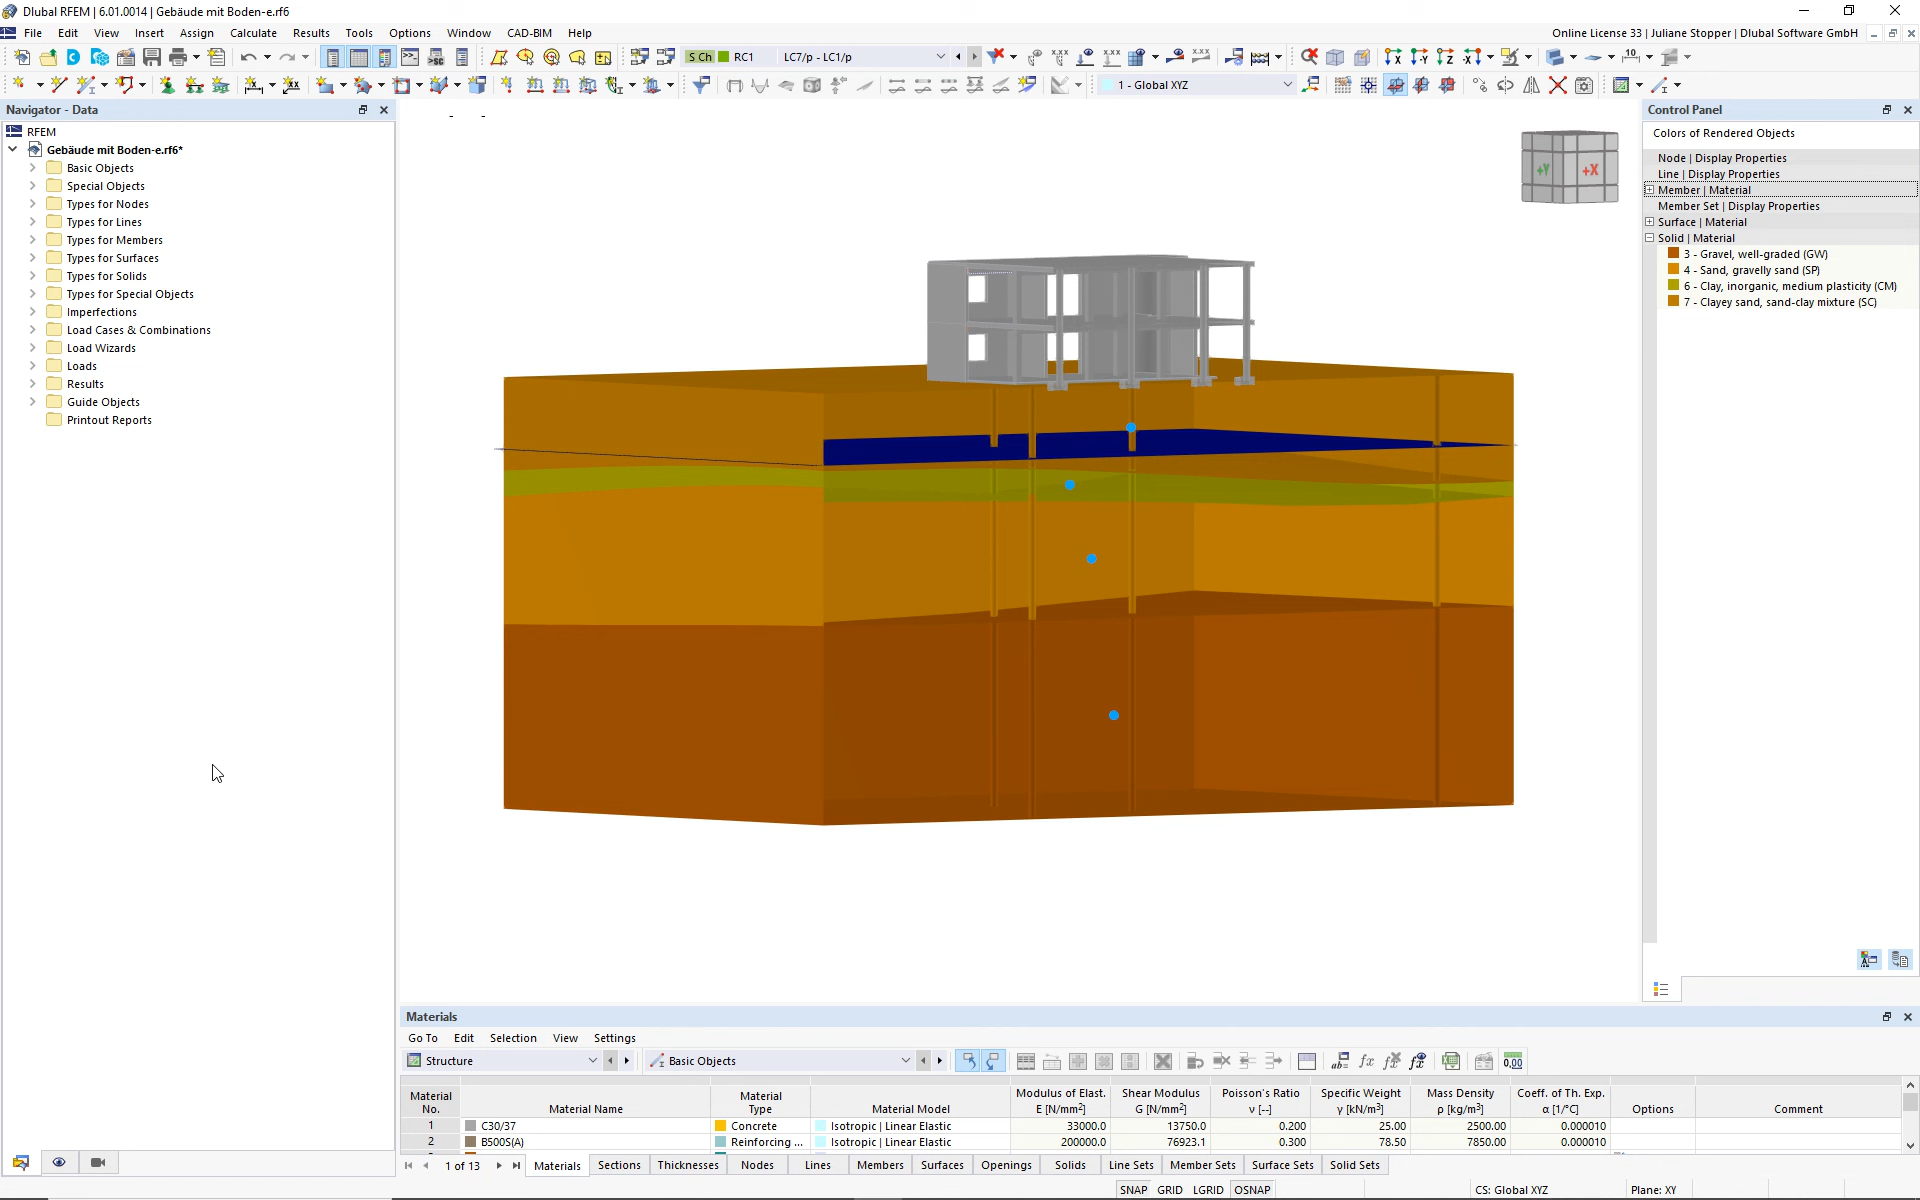 Dlubal RFEM | 6.01.0014 | Gebäude mit Boden-e.rf6*
File Edit View Insert Assign Calculate Results Tools Options Window CAD-BIM Help
Online License 33 | Juliane Stopper | Dlubal Software GmbH
S Ch RC1 LC7/p - LC1/p
1 - Global XYZ
Navigator - Data
RFEM
Gebäude mit Boden-e.rf6*
Basic Objects
Special Objects
Types for Nodes
Types for Lines
Types for Members
Types for Surfaces
Types for Solids
Types for Special Objects
Imperfections
Load Cases & Combinations
Load Wizards
Loads
Results
Guide Objects
Printout Reports
+Y +X
Control Panel
Colors of Rendered Objects
Node | Display Properties
Line | Display Properties
Member | Material
Member Set | Display Properties
Surface | Material
Solid | Material
3 - Gravel, well-graded (GW)
4 - Sand, gravelly sand (SP)
6 - Clay, inorganic, medium plasticity (CM)
7 - Clayey sand, sand-clay mixture (SC)
Materials
Go To Edit Selection View Settings
Structure Basic Objects
Material No. Material Name Material Type Material Model Modulus of Elast. E [N/mm²] Shear Modulus G [N/mm²] Poisson's Ratio ν [--] Specific Weight γ [kN/m³] Mass Density ρ [kg/m³] Coeff. of Th. Exp. α [1/°C] Options Comment
1 C30/37 Concrete Isotropic | Linear Elastic 33000.0 13750.0 0.200 25.00 2500.00 0.000010
2 B500S(A) Reinforcing ... Isotropic | Linear Elastic 200000.0 76923.1 0.300 78.50 7850.00 0.000010
1 of 13 Materials Sections Thicknesses Nodes Lines Members Surfaces Openings Solids Line Sets Member Sets Surface Sets Solid Sets
SNAP GRID LGRID OSNAP CS: Global XYZ Plane: XY